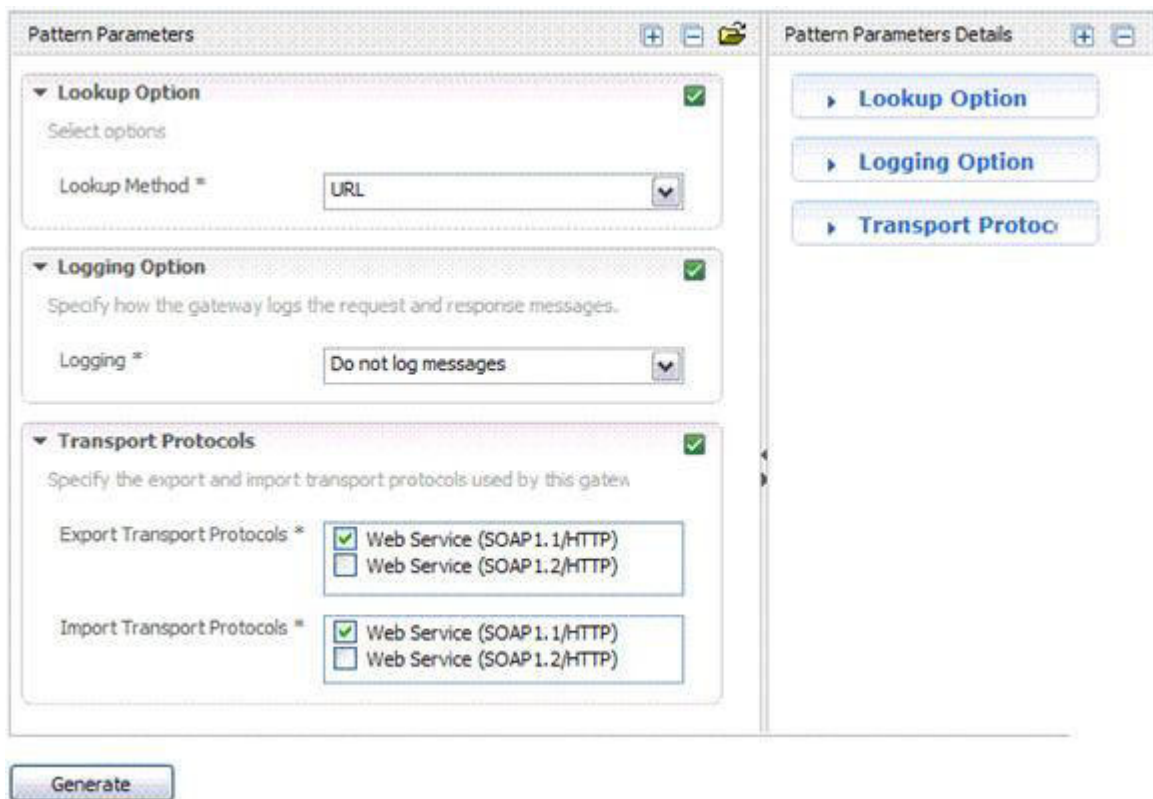 Pattern Parameters
Lookup Option
Select options
Lookup Method *
URL
Logging Option
Specify how the gateway logs the request and response messages.
Logging *
Do not log messages
Transport Protocols
Specify the export and import transport protocols used by this gatew
Export Transport Protocols *
Web Service (SOAP1.1/HTTP)
Web Service (SOAP1.2/HTTP)
Import Transport Protocols *
Web Service (SOAP1.1/HTTP)
Web Service (SOAP1.2/HTTP)
Generate
Pattern Parameters Details
Lookup Option
Logging Option
Transport Protoc